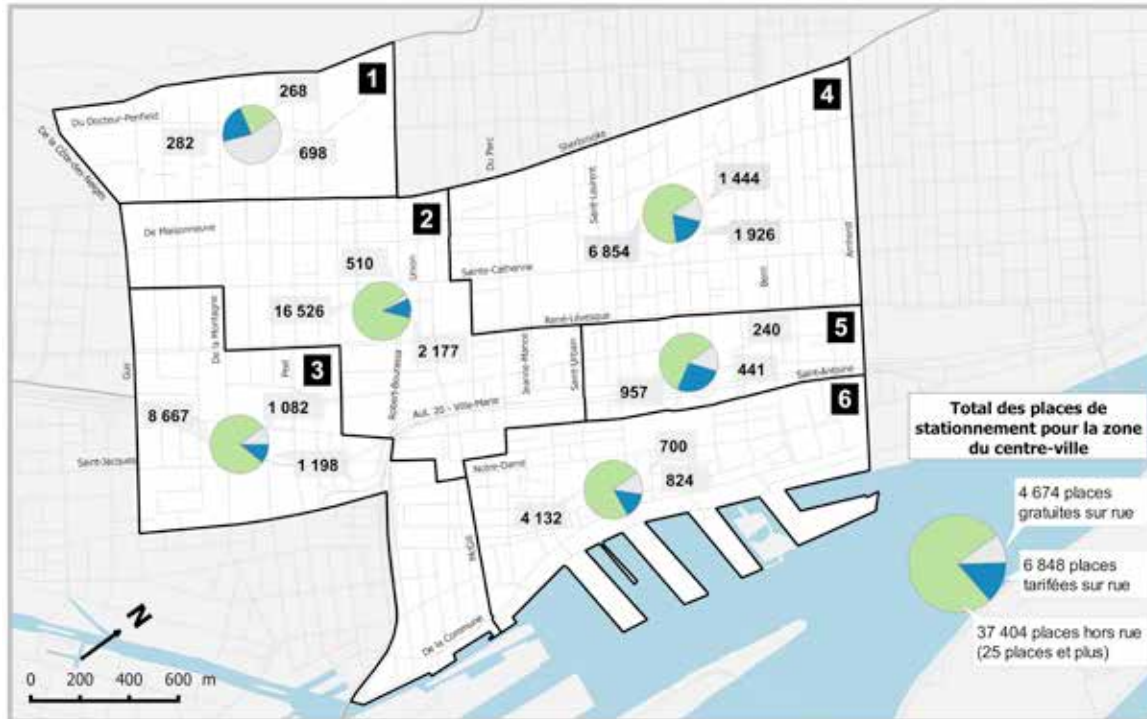 1
268
Du Docteur-Penfield
282
698
De la Côte-des-Neiges
4
Sherbrooke
Du Parc
Saint-Laurent
1 444
6 854
1 926
Amherst
Berri
2
De Maisonneuve
510
Union
Sainte-Catherine
16 526
2 177
René-Lévesque
De la Montagne
Peel
Guy
Robert-Bourassa
Jeanne-Mance
Saint-Urbain
5
240
441
957
Saint-Antoine
3
8 667
1 082
1 198
Aut. 20 - Ville-Marie
Saint-Jacques
6
700
Notre-Dame
824
4 132
McGill
De la Commune
Total des places de
stationnement pour la zone
du centre-ville
4 674 places
gratuites sur rue
6 848 places
tarifées sur rue
37 404 places hors rue
(25 places et plus)
N
0 200 400 600 m